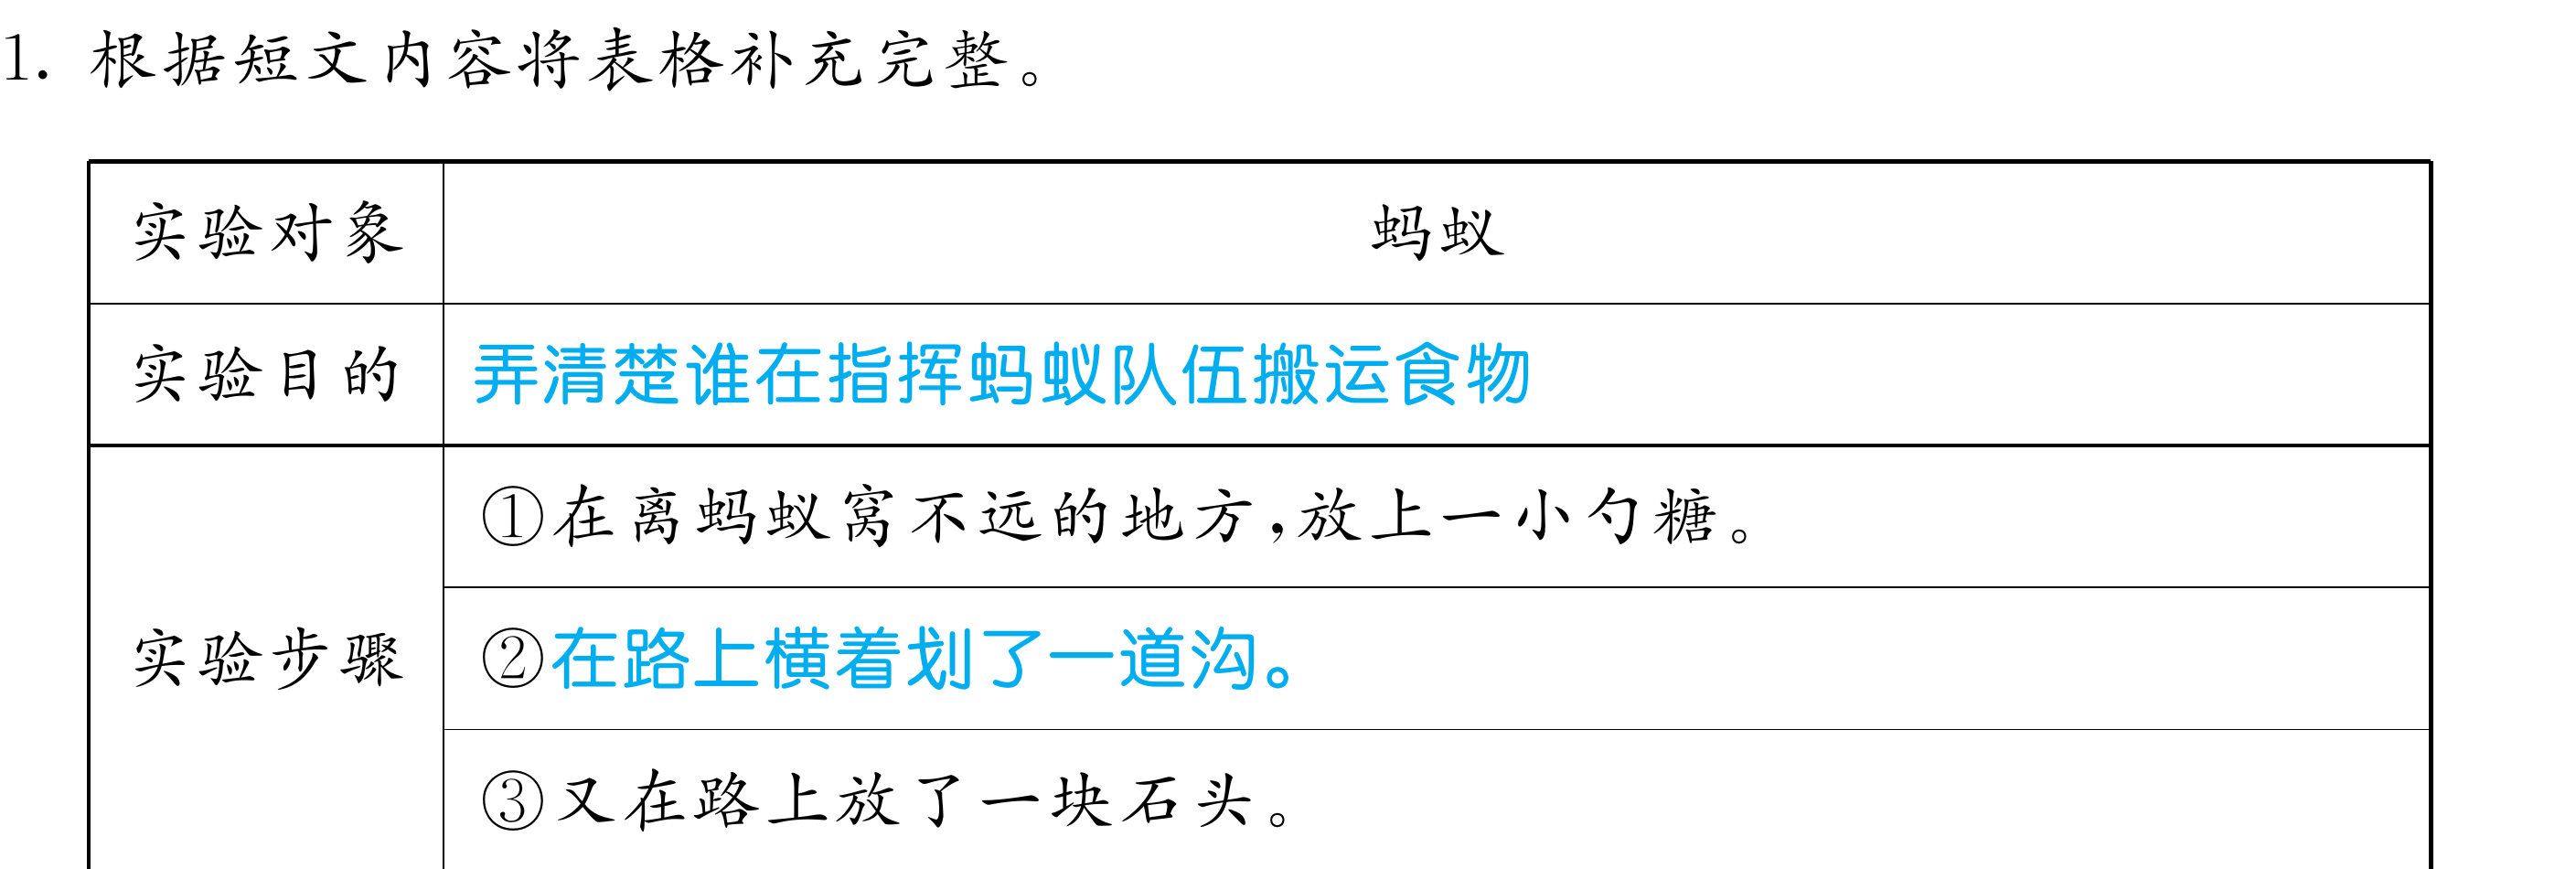 1. 根据短文内容将表格补充完整。
实验对象 蚂蚁
实验目的 弄清楚谁在指挥蚂蚁队伍搬运食物
①在离蚂蚁窝不远的地方,放上一小勺糖。
实验步骤 ②在路上横着划了一道沟。
③又在路上放了一块石头。